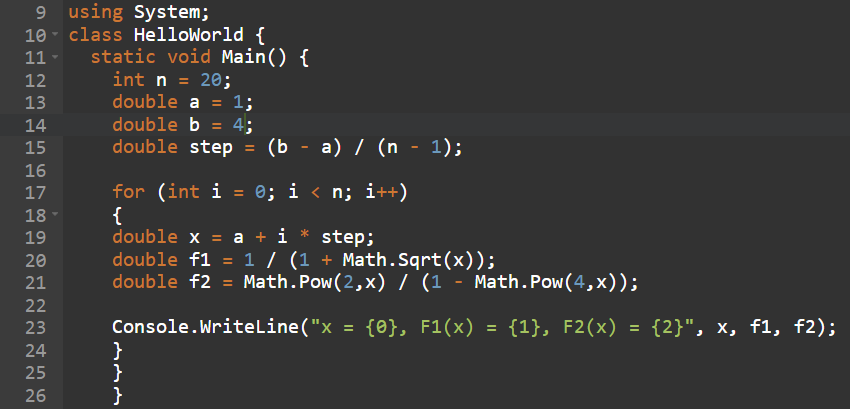 9 using System;
10 class HelloWorld {
11 static void Main() {
12 int n = 20;
13 double a = 1;
14 double b = 4;
15 double step = (b - a) / (n - 1);
16
17 for (int i = 0; i < n; i++)
18 {
19 double x = a + i * step;
20 double f1 = 1 / (1 + Math.Sqrt(x));
21 double f2 = Math.Pow(2,x) / (1 - Math.Pow(4,x));
22
23 Console.WriteLine("x = {0}, F1(x) = {1}, F2(x) = {2}", x, f1, f2);
24 }
25 }
26 }